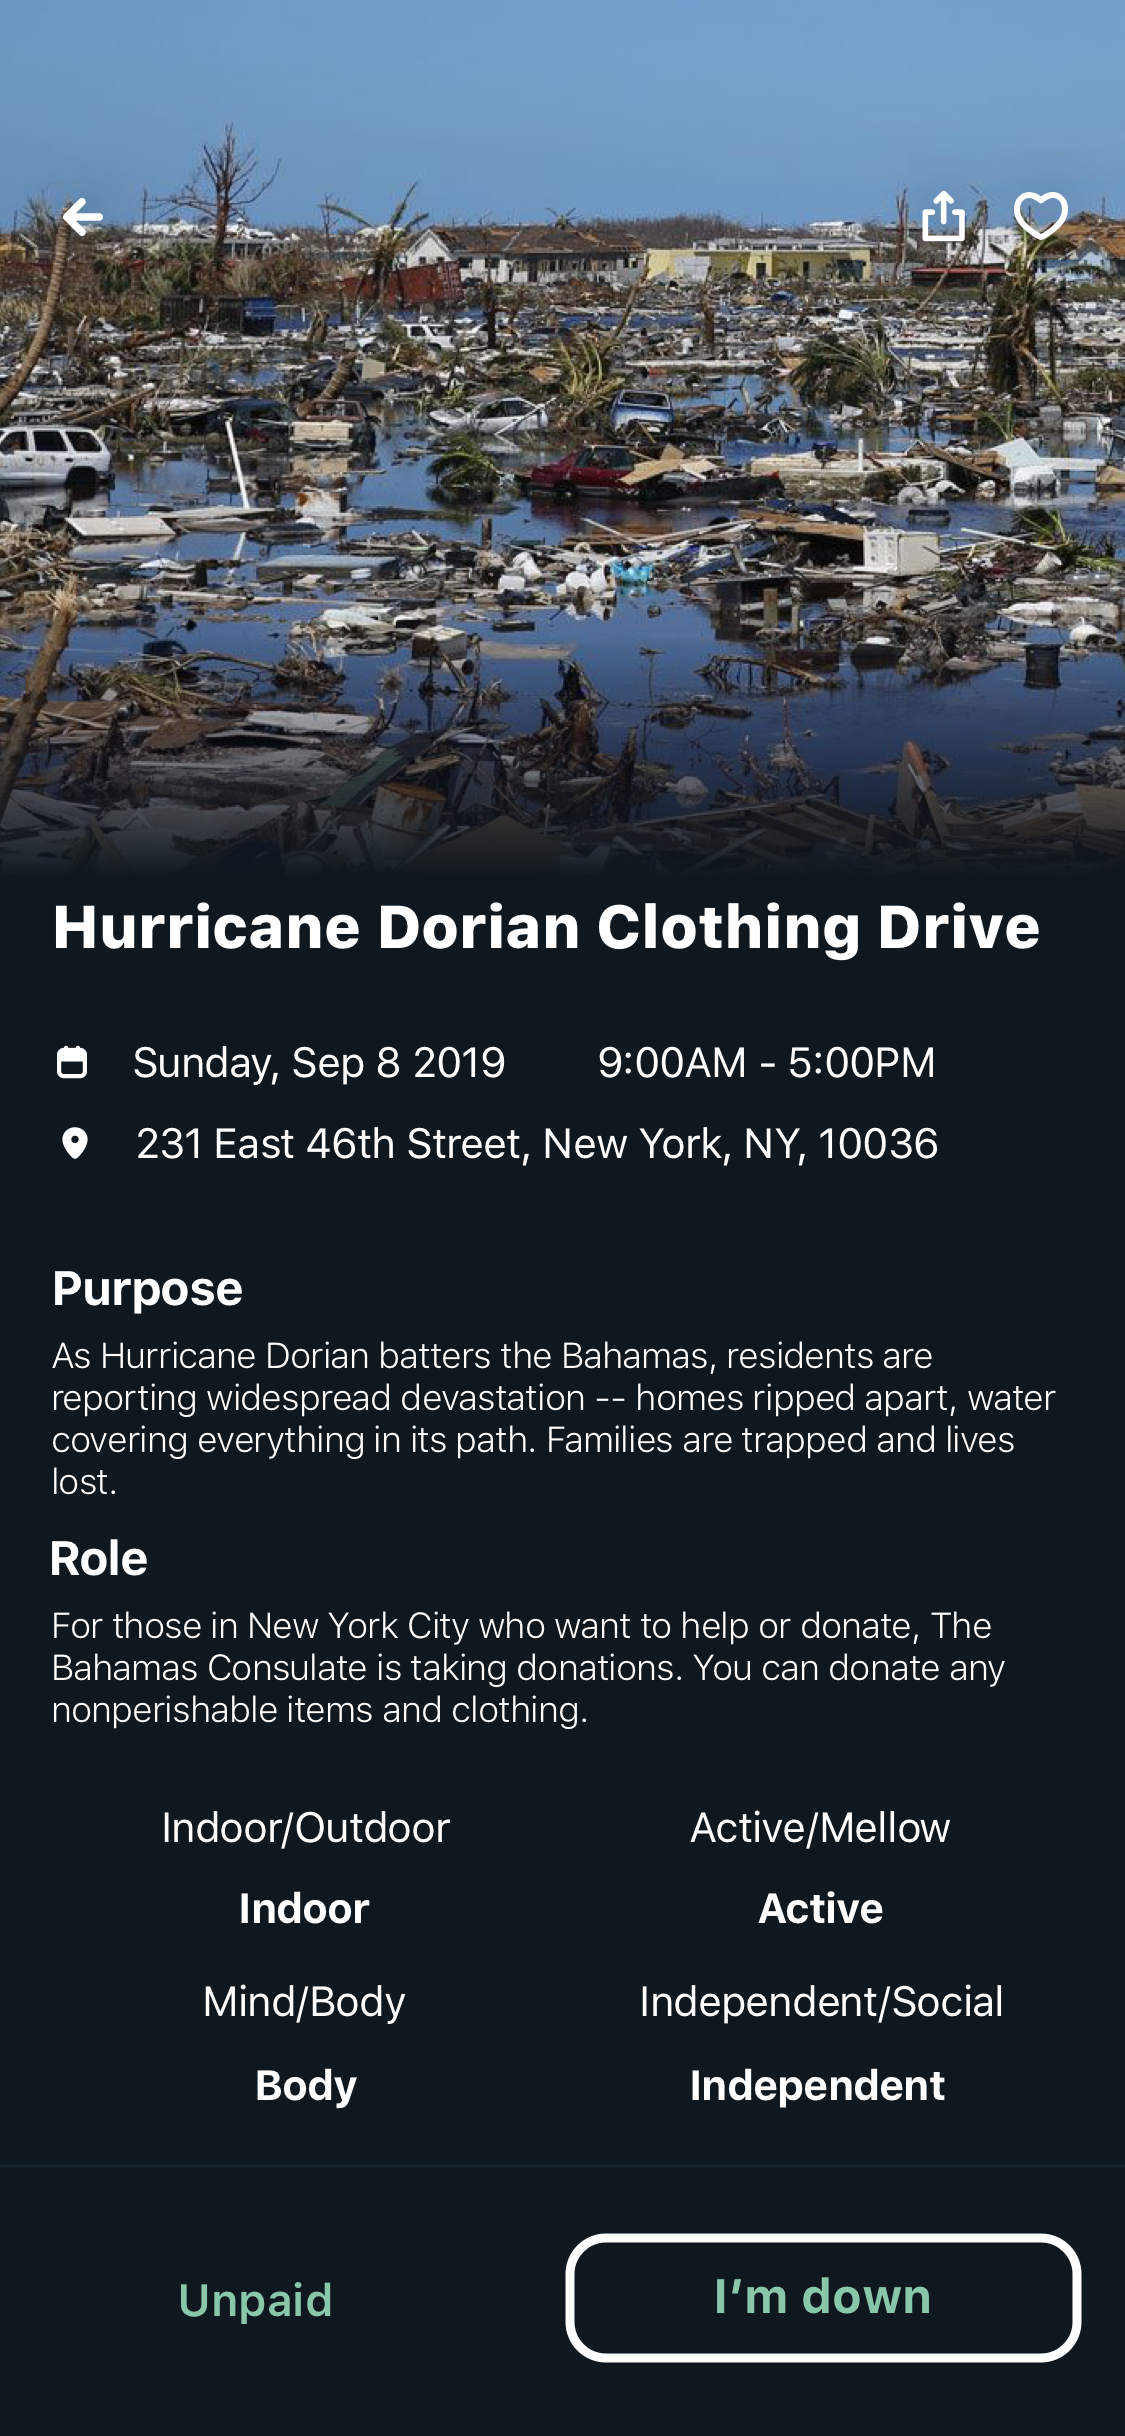 Hurricane Dorian Clothing Drive
Sunday, Sep 8 2019 9:00AM - 5:00PM
231 East 46th Street, New York, NY, 10036
Purpose
As Hurricane Dorian batters the Bahamas, residents are
reporting widespread devastation -- homes ripped apart, water
covering everything in its path. Families are trapped and lives
lost.
Role
For those in New York City who want to help or donate, The
Bahamas Consulate is taking donations. You can donate any
nonperishable items and clothing.
Indoor/Outdoor Active/Mellow
Indoor Active
Mind/Body Independent/Social
Body Independent
Unpaid I’m down